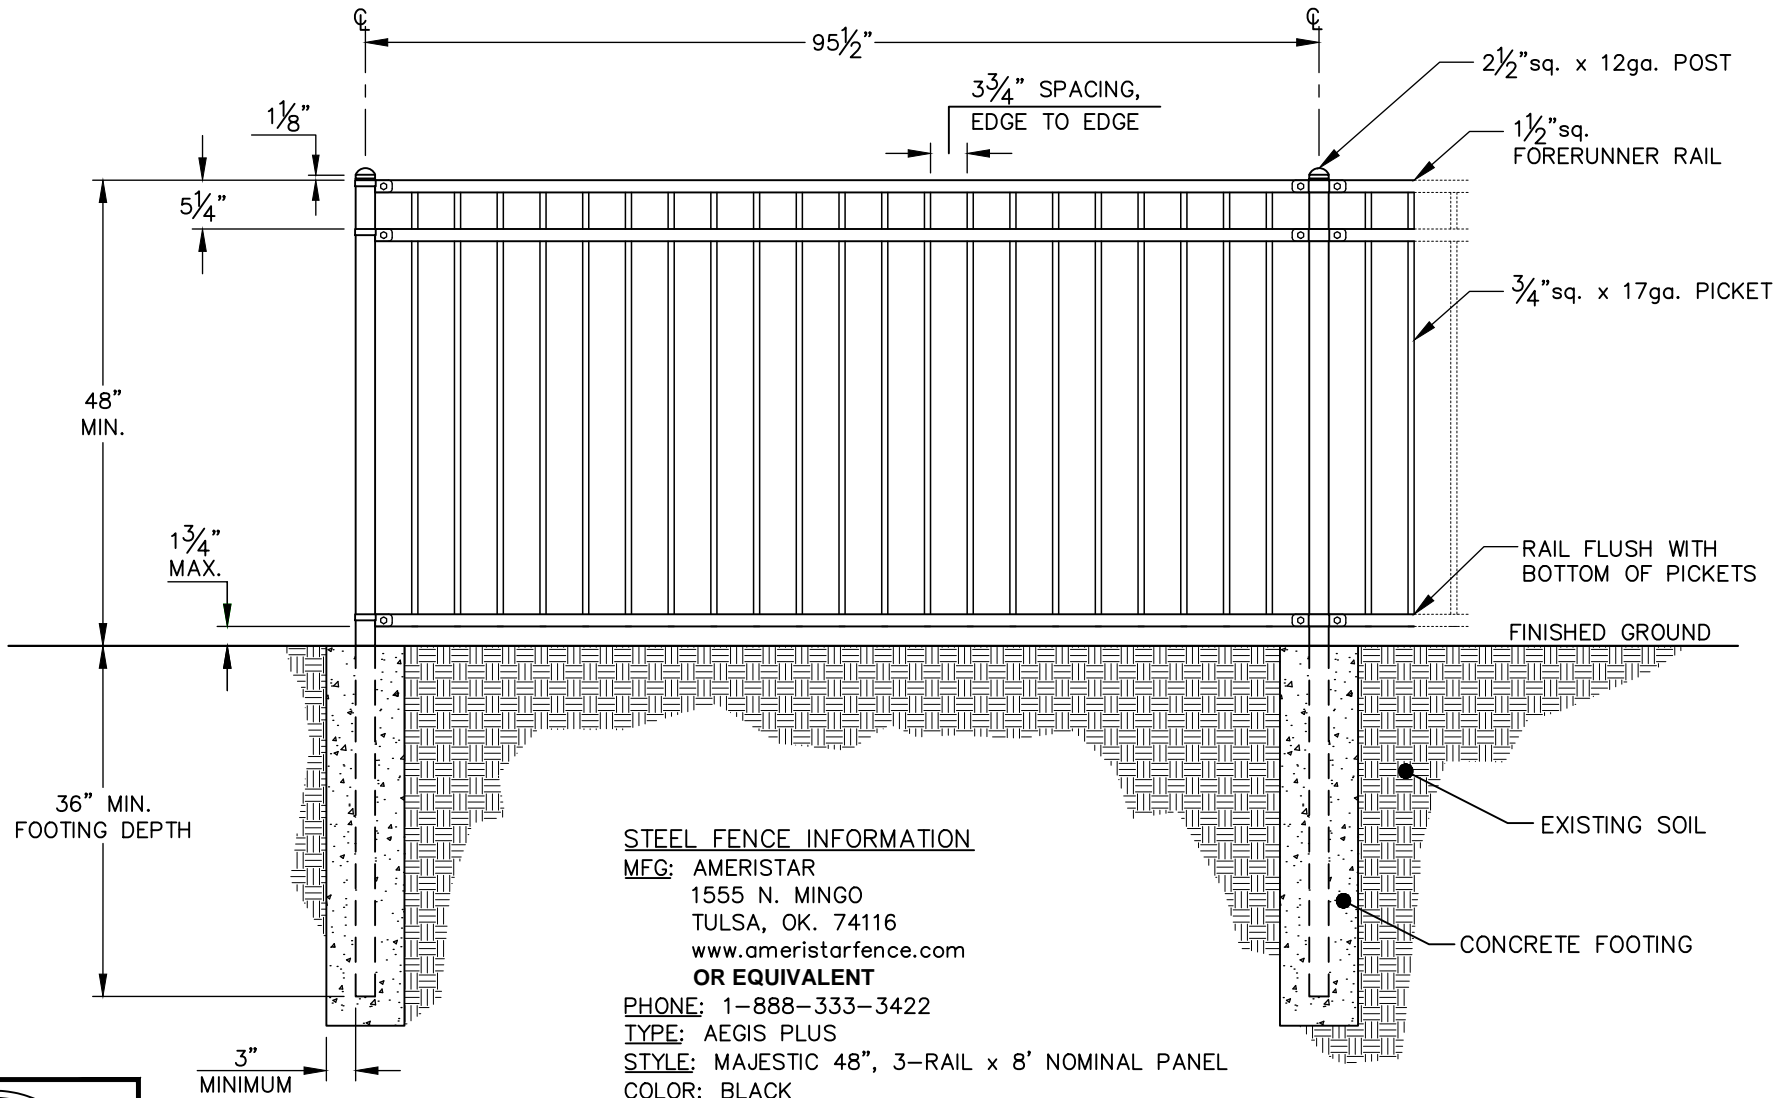 ℄ ℄
95½"
2½"sq. x 12ga. POST
3¾" SPACING,
EDGE TO EDGE
1⅛"
1½"sq.
FORERUNNER RAIL
5¼"
¾"sq. x 17ga. PICKET
48"
MIN.
1¾"
MAX.
RAIL FLUSH WITH
BOTTOM OF PICKETS
FINISHED GROUND
36" MIN.
FOOTING DEPTH
EXISTING SOIL
CONCRETE FOOTING
STEEL FENCE INFORMATION
MFG: AMERISTAR
1555 N. MINGO
TULSA, OK. 74116
www.ameristarfence.com
OR EQUIVALENT
PHONE: 1-888-333-3422
TYPE: AEGIS PLUS
STYLE: MAJESTIC 48", 3-RAIL x 8' NOMINAL PANEL
COLOR: BLACK
3"
MINIMUM